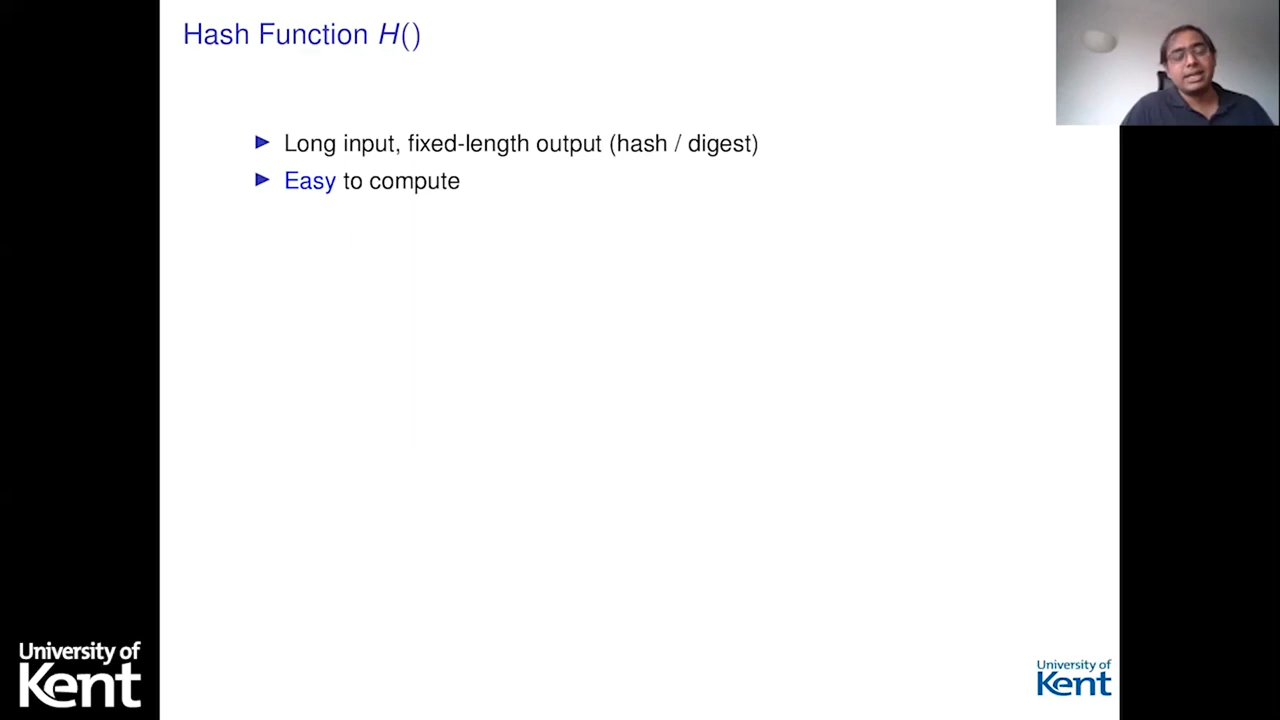 Hash Function H()
► Long input, fixed-length output (hash / digest)
► Easy to compute
University of
Kent
University of
Kent